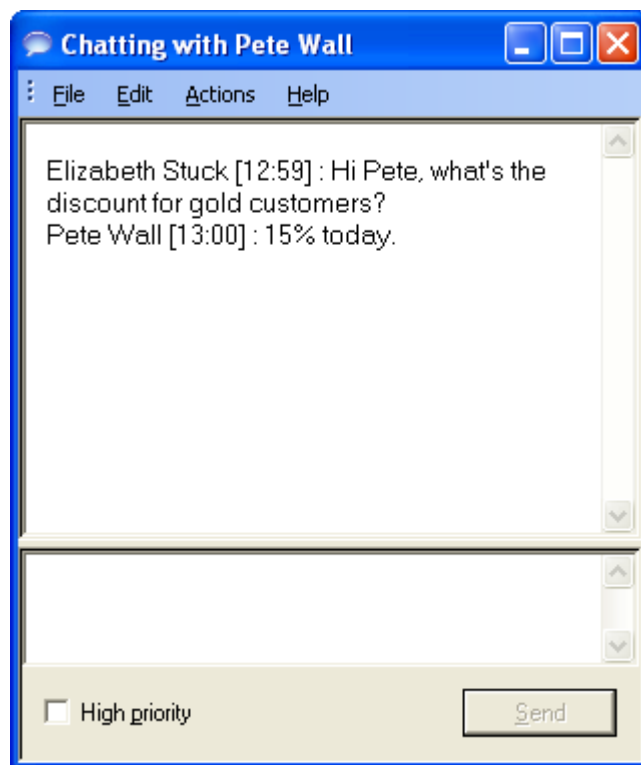 Chatting with Pete Wall
File Edit Actions Help
Elizabeth Stuck [12:59] : Hi Pete, what's the
discount for gold customers?
Pete Wall [13:00] : 15% today.
High priority
Send